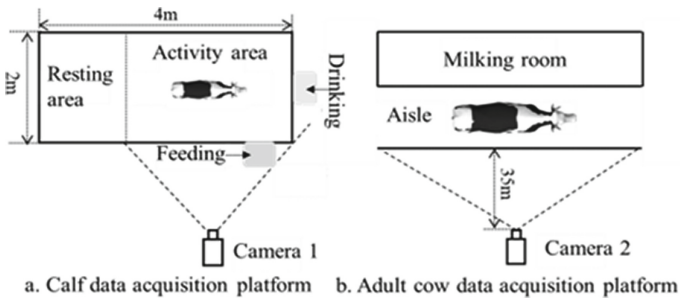 4m
2m
Resting
area
Activity area
Drinking
Feeding
Camera 1
a. Calf data acquisition platform
Milking room
Aisle
35m
Camera 2
b. Adult cow data acquisition platform